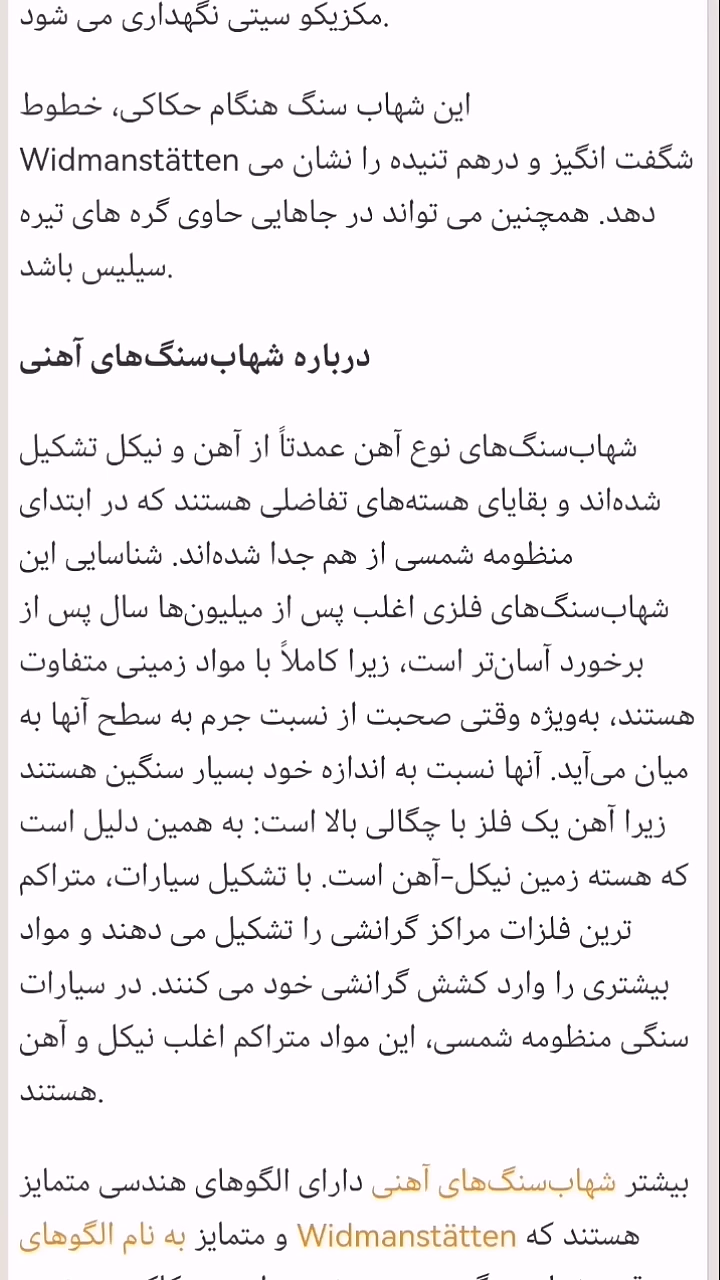 مکزیکو سیتی نگهداری می شود.
این شهاب سنگ هنگام حکاکی، خطوط
Widmanstätten شگفت انگیز و درهم تنیده را نشان می
دهد. همچنین می تواند در جاهایی حاوی گره های تیره
سیلیس باشد.
درباره شهاب‌سنگ‌های آهنی
شهاب‌سنگ‌های نوع آهن عمدتاً از آهن و نیکل تشکیل
شده‌اند و بقایای هسته‌های تفاضلی هستند که در ابتدای
منظومه شمسی از هم جدا شده‌اند. شناسایی این
شهاب‌سنگ‌های فلزی اغلب پس از میلیون‌ها سال پس از
برخورد آسان‌تر است، زیرا کاملاً با مواد زمینی متفاوت
هستند، به‌ویژه وقتی صحبت از نسبت جرم به سطح آنها به
میان می‌آید. آنها نسبت به اندازه خود بسیار سنگین هستند
زیرا آهن یک فلز با چگالی بالا است: به همین دلیل است
که هسته زمین نیکل-آهن است. با تشکیل سیارات، متراکم
ترین فلزات مراکز گرانشی را تشکیل می دهند و مواد
بیشتری را وارد کشش گرانشی خود می کنند. در سیارات
سنگی منظومه شمسی، این مواد متراکم اغلب نیکل و آهن
هستند.
بیشتر شهاب‌سنگ‌های آهنی دارای الگوهای هندسی متمایز
و متمایز به نام الگوهای Widmanstätten هستند که